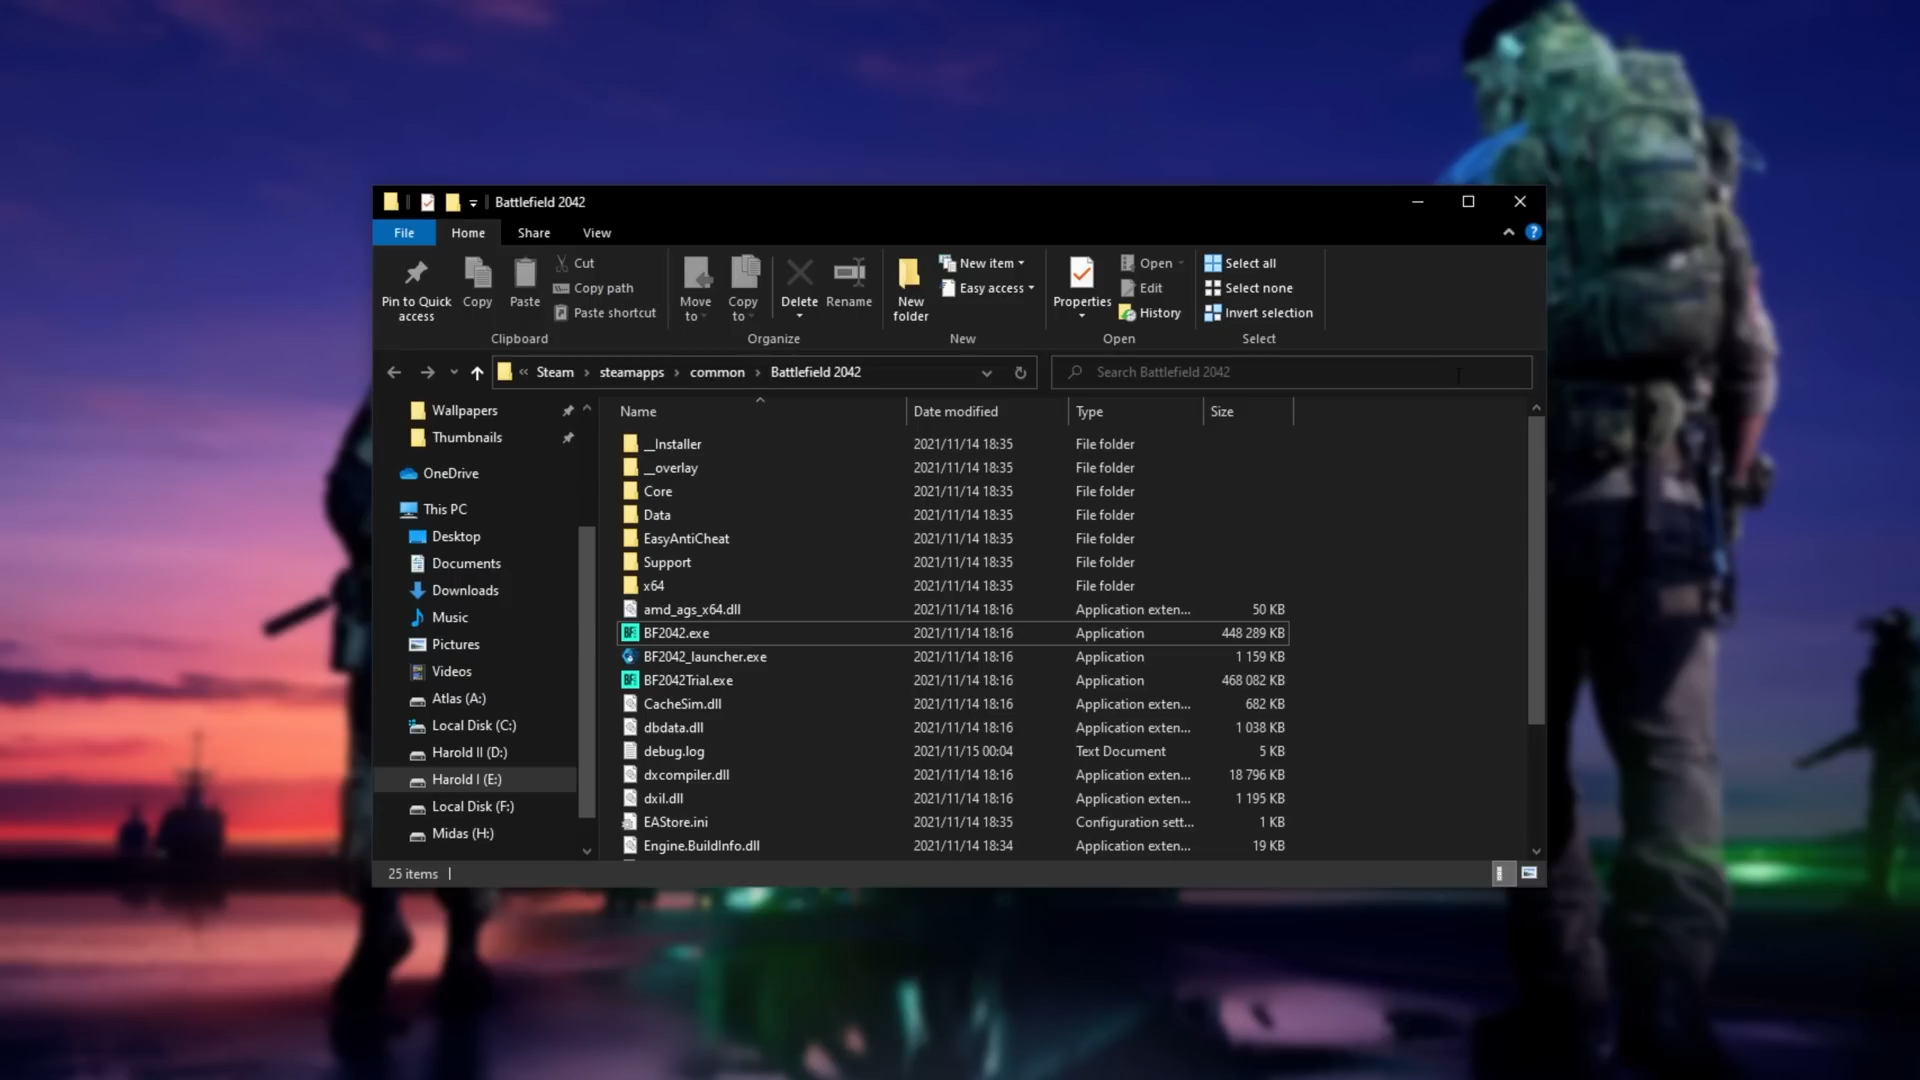 Battlefield 2042
File Home Share View
Pin to Quick access
Copy
Paste
Cut
Copy path
Paste shortcut
Clipboard
Move to
Copy to
Delete
Rename
Organize
New folder
New item
Easy access
New
Properties
Open
Edit
History
Open
Select all
Select none
Invert selection
Select
« Steam › steamapps › common › Battlefield 2042
Search Battlefield 2042
Wallpapers
Thumbnails
OneDrive
This PC
Desktop
Documents
Downloads
Music
Pictures
Videos
Atlas (A:)
Local Disk (C:)
Harold II (D:)
Harold I (E:)
Local Disk (F:)
Midas (H:)
Name Date modified Type Size
__Installer 2021/11/14 18:35 File folder
__overlay 2021/11/14 18:35 File folder
Core 2021/11/14 18:35 File folder
Data 2021/11/14 18:35 File folder
EasyAntiCheat 2021/11/14 18:35 File folder
Support 2021/11/14 18:35 File folder
x64 2021/11/14 18:35 File folder
amd_ags_x64.dll 2021/11/14 18:16 Application exten... 50 KB
BF2042.exe 2021/11/14 18:16 Application 448 289 KB
BF2042_launcher.exe 2021/11/14 18:16 Application 1 159 KB
BF2042Trial.exe 2021/11/14 18:16 Application 468 082 KB
CacheSim.dll 2021/11/14 18:16 Application exten... 682 KB
dbdata.dll 2021/11/14 18:16 Application exten... 1 038 KB
debug.log 2021/11/15 00:04 Text Document 5 KB
dxcompiler.dll 2021/11/14 18:16 Application exten... 18 796 KB
dxil.dll 2021/11/14 18:16 Application exten... 1 195 KB
EAStore.ini 2021/11/14 18:35 Configuration sett... 1 KB
Engine.BuildInfo.dll 2021/11/14 18:34 Application exten... 19 KB
25 items